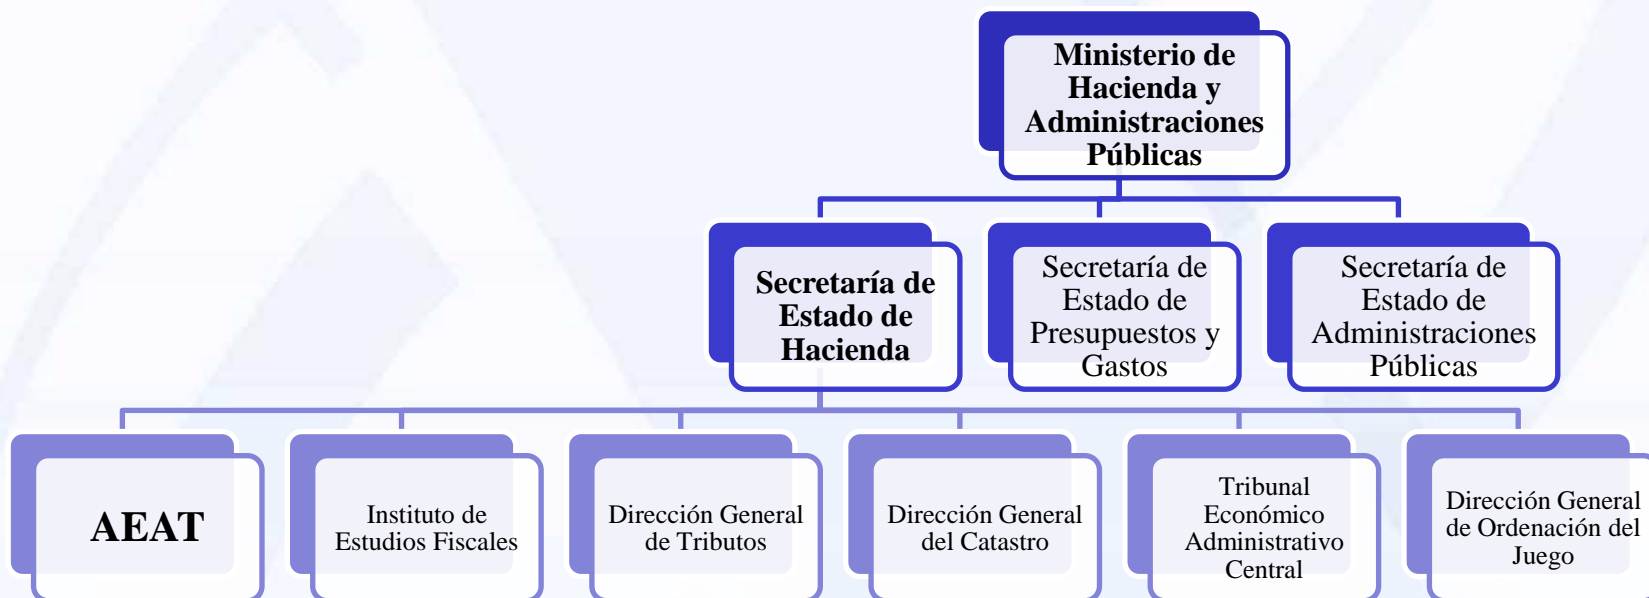 Ministerio de
Hacienda y
Administraciones
Públicas
Secretaría de
Estado de
Hacienda
Secretaría de
Estado de
Presupuestos y
Gastos
Secretaría de
Estado de
Administraciones
Públicas
AEAT
Instituto de
Estudios Fiscales
Dirección General
de Tributos
Dirección General
del Catastro
Tribunal
Económico
Administrativo
Central
Dirección General
de Ordenación del
Juego